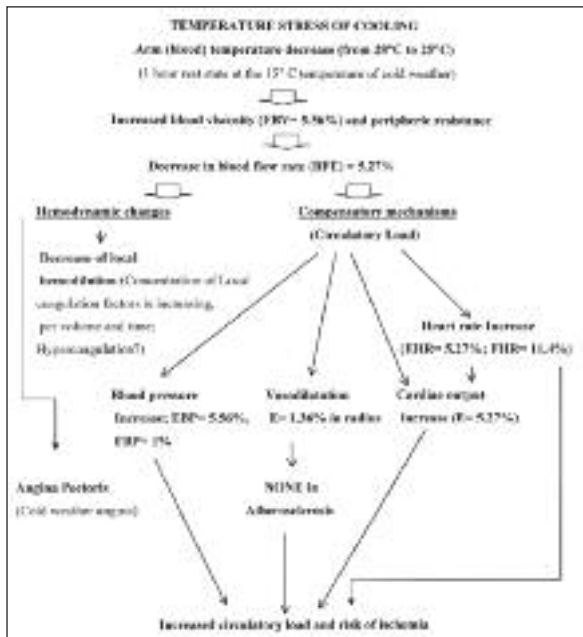 TEMPERATURE STRESS OF COOLING
Arm (blood) temperature decrease (from 28°C to 25°C)
(1 hour rest state at the 15° C temperature of cold weather)
Increased blood viscosity (FBV= 5.56%) and peripheric resistance
Decrease in blood flow rate (BFE) = 5.27%
Hemodynamic changes
Compensatory mechanisms
(Circulatory Load)
Decrease of local
hemodilution (Concentration of Local
coagulation factors is increasing,
per volume and time;
Heart rate Increase
(EHR= 5.27%; FHR= 11.4%)
Blood pressure
Increase; EBP= 5.56%,
FBP= 1%
Vasodilatation
E= 1.36% in radius
Cardiac output
Increase (E= 5.27%)
Angina Pectoris
(Cold weather angina)
NONE in
Atherosclerosis
Increased circulatory load and risk of ischemia